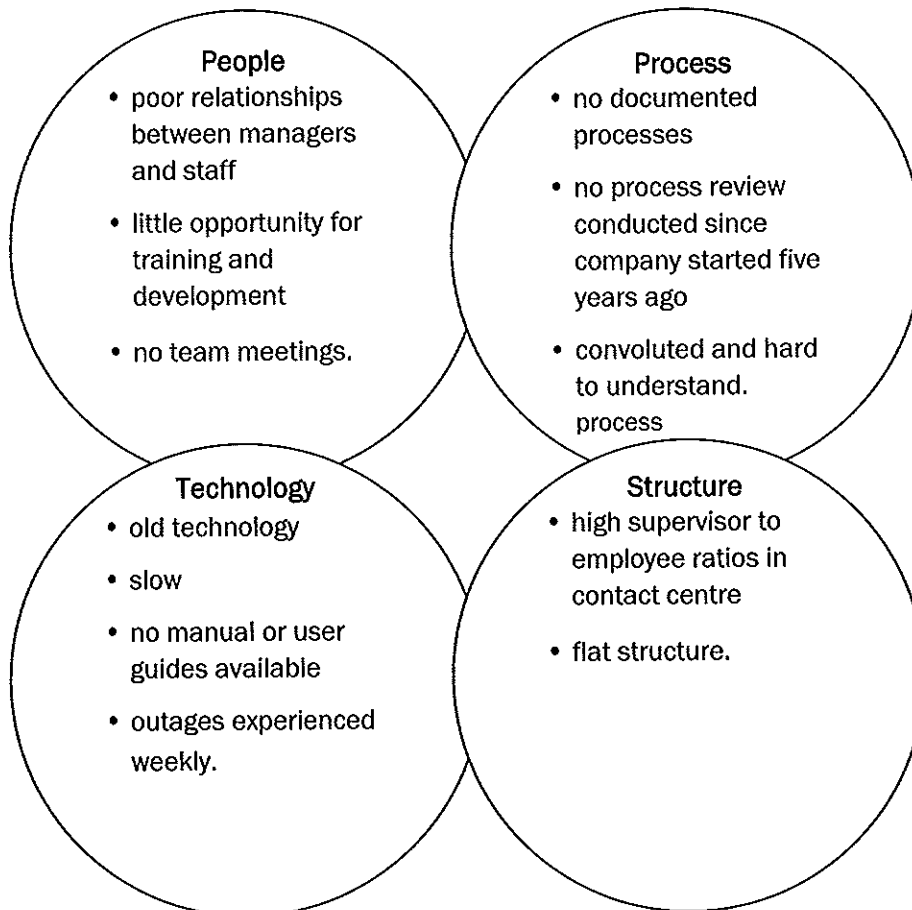 People
• poor relationships
between managers
and staff
• little opportunity for
training and
development
• no team meetings.
Process
• no documented
processes
• no process review
conducted since
company started five
years ago
• convoluted and hard
to understand.
process
Technology
• old technology
• slow
• no manual or user
guides available
• outages experienced
weekly.
Structure
• high supervisor to
employee ratios in
contact centre
• flat structure.